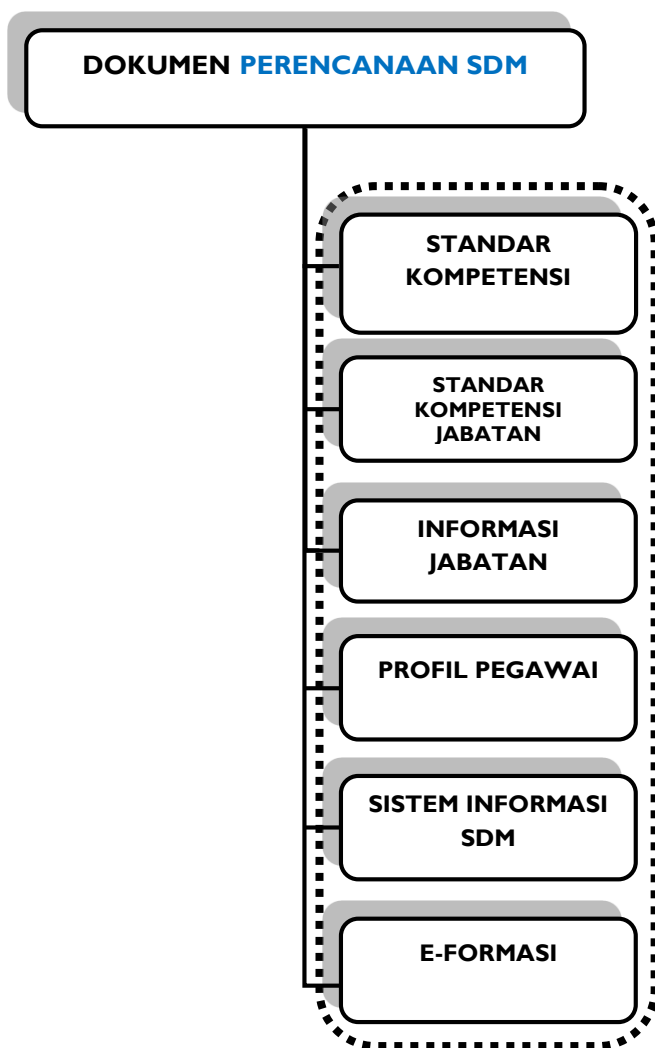 DOKUMEN PERENCANAAN SDM
STANDAR
KOMPETENSI
STANDAR
KOMPETENSI
JABATAN
INFORMASI
JABATAN
PROFIL PEGAWAI
SISTEM INFORMASI
SDM
E-FORMASI